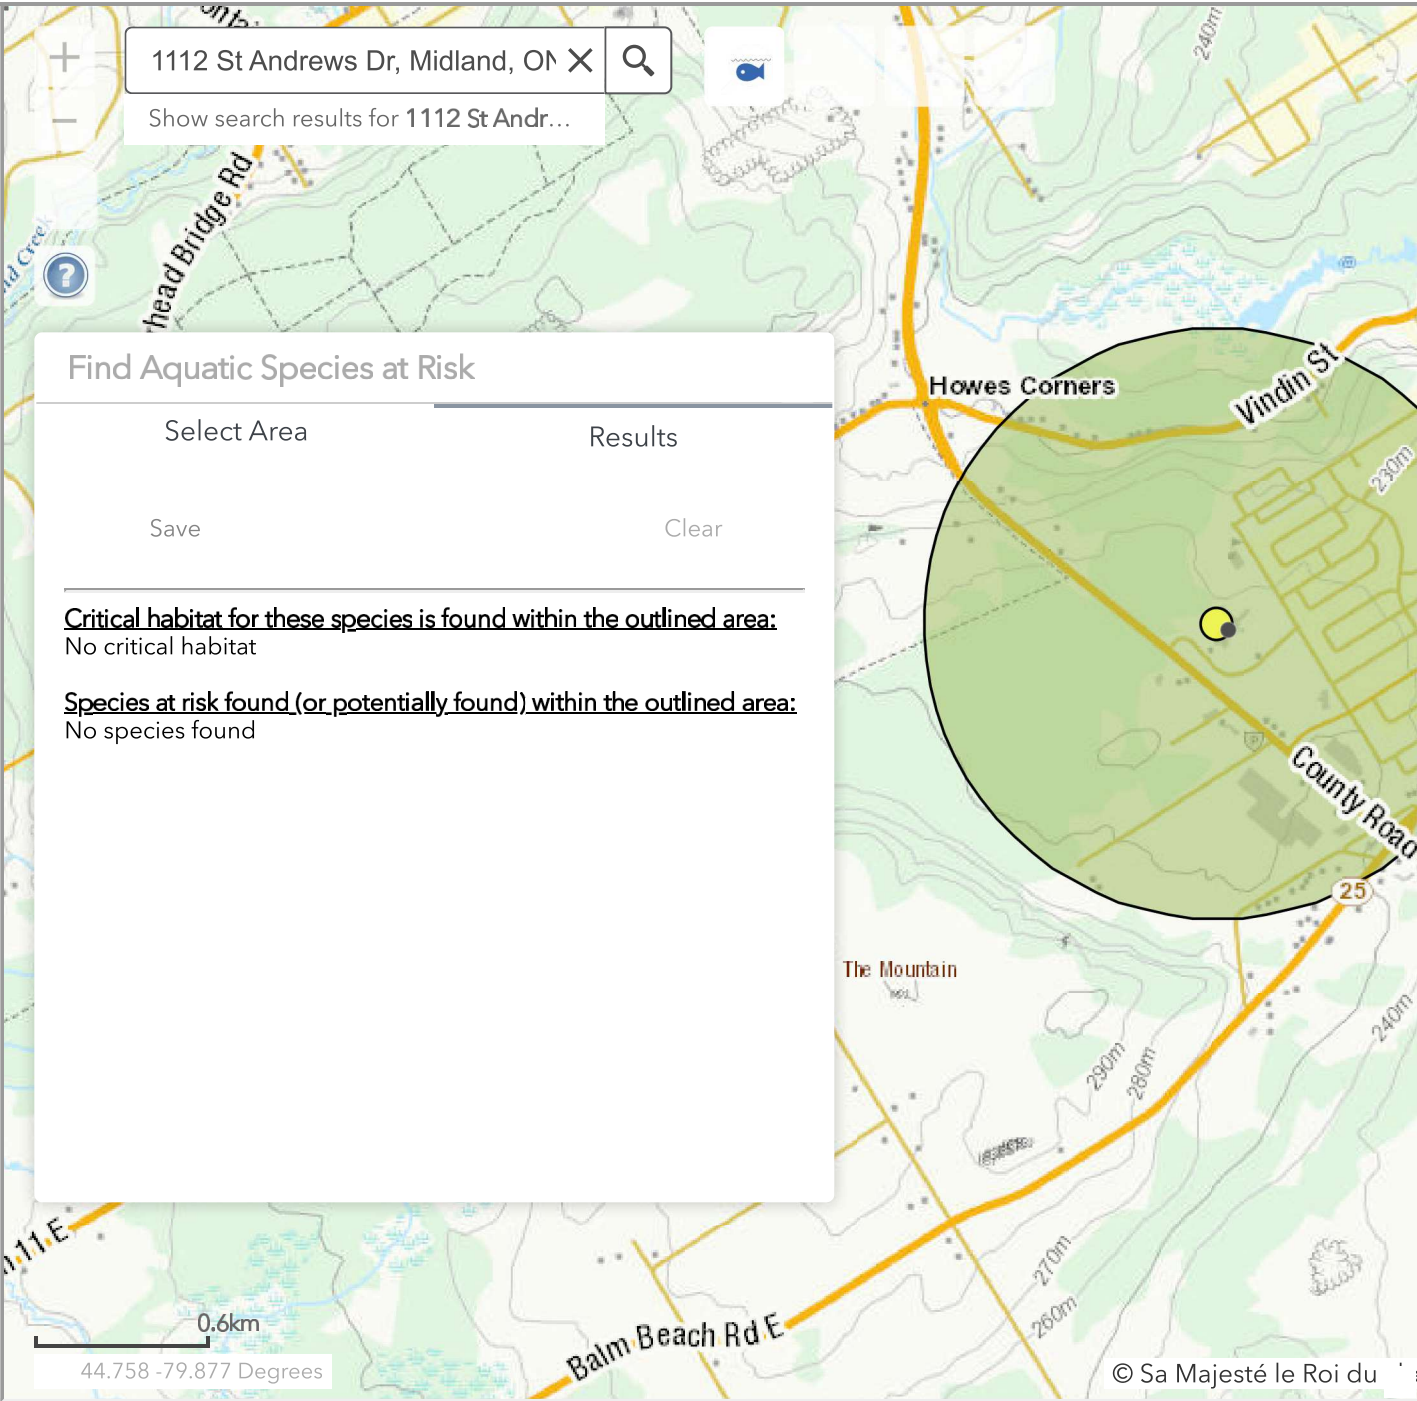 1112 St Andrews Dr, Midland, ON
Show search results for 1112 St Andr...
240m
head Bridge Rd
nd Creek
?
Find Aquatic Species at Risk
Select Area
Results
Save
Clear
Critical habitat for these species is found within the outlined area:
No critical habitat
Species at risk found (or potentially found) within the outlined area:
No species found
Howes Corners
Vindin St
230m
County Road
25
The Mountain
240m
290m
280m
270m
260m
11 E
Balm Beach Rd E
0.6km
44.758 -79.877 Degrees
© Sa Majesté le Roi du